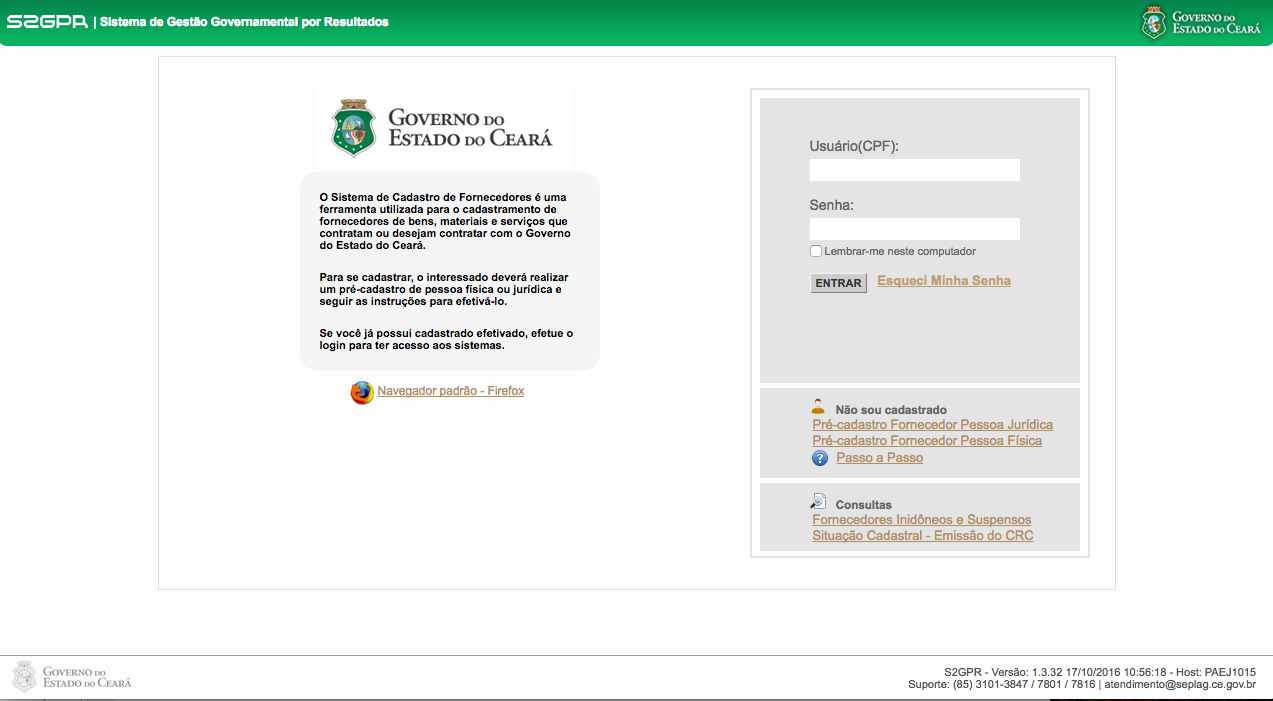 S2GPR | Sistema de Gestão Governamental por Resultados
GOVERNO DO
ESTADO DO CEARÁ
GOVERNO DO
ESTADO DO CEARÁ
O Sistema de Cadastro de Fornecedores é uma
ferramenta utilizada para o cadastramento de
fornecedores de bens, materiais e serviços que
contratam ou desejam contratar com o Governo
do Estado do Ceará.
Para se cadastrar, o interessado deverá realizar
um pré-cadastro de pessoa física ou jurídica e
seguir as instruções para efetivá-lo.
Se você já possui cadastrado efetivado, efetue o
login para ter acesso aos sistemas.
Navegador padrão - Firefox
Usuário(CPF):
Senha:
Lembrar-me neste computador
ENTRAR Esqueci Minha Senha
Não sou cadastrado
Pré-cadastro Fornecedor Pessoa Jurídica
Pré-cadastro Fornecedor Pessoa Física
? Passo a Passo
Consultas
Fornecedores Inidôneos e Suspensos
Situação Cadastral - Emissão do CRC
GOVERNO DO
ESTADO DO CEARÁ
S2GPR - Versão: 1.3.32 17/10/2016 10:56:18 - Host: PAEJ1015
Suporte: (85) 3101-3847 / 7801 / 7816 | atendimento@seplag.ce.gov.br